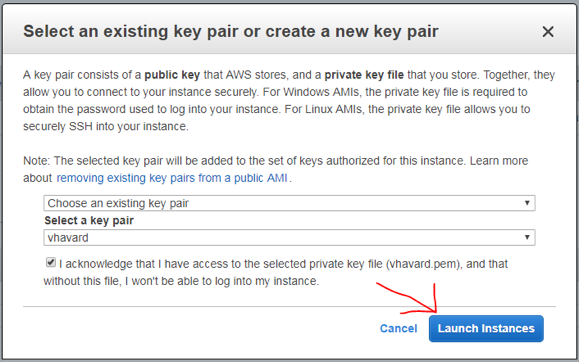 Select an existing key pair or create a new key pair
A key pair consists of a public key that AWS stores, and a private key file that you store. Together, they
allow you to connect to your instance securely. For Windows AMIs, the private key file is required to
obtain the password used to log into your instance. For Linux AMIs, the private key file allows you to
securely SSH into your instance.
Note: The selected key pair will be added to the set of keys authorized for this instance. Learn more
about removing existing key pairs from a public AMI.
Choose an existing key pair
Select a key pair
vhavard
I acknowledge that I have access to the selected private key file (vhavard.pem), and that
without this file, I won't be able to log into my instance.
Cancel Launch Instances